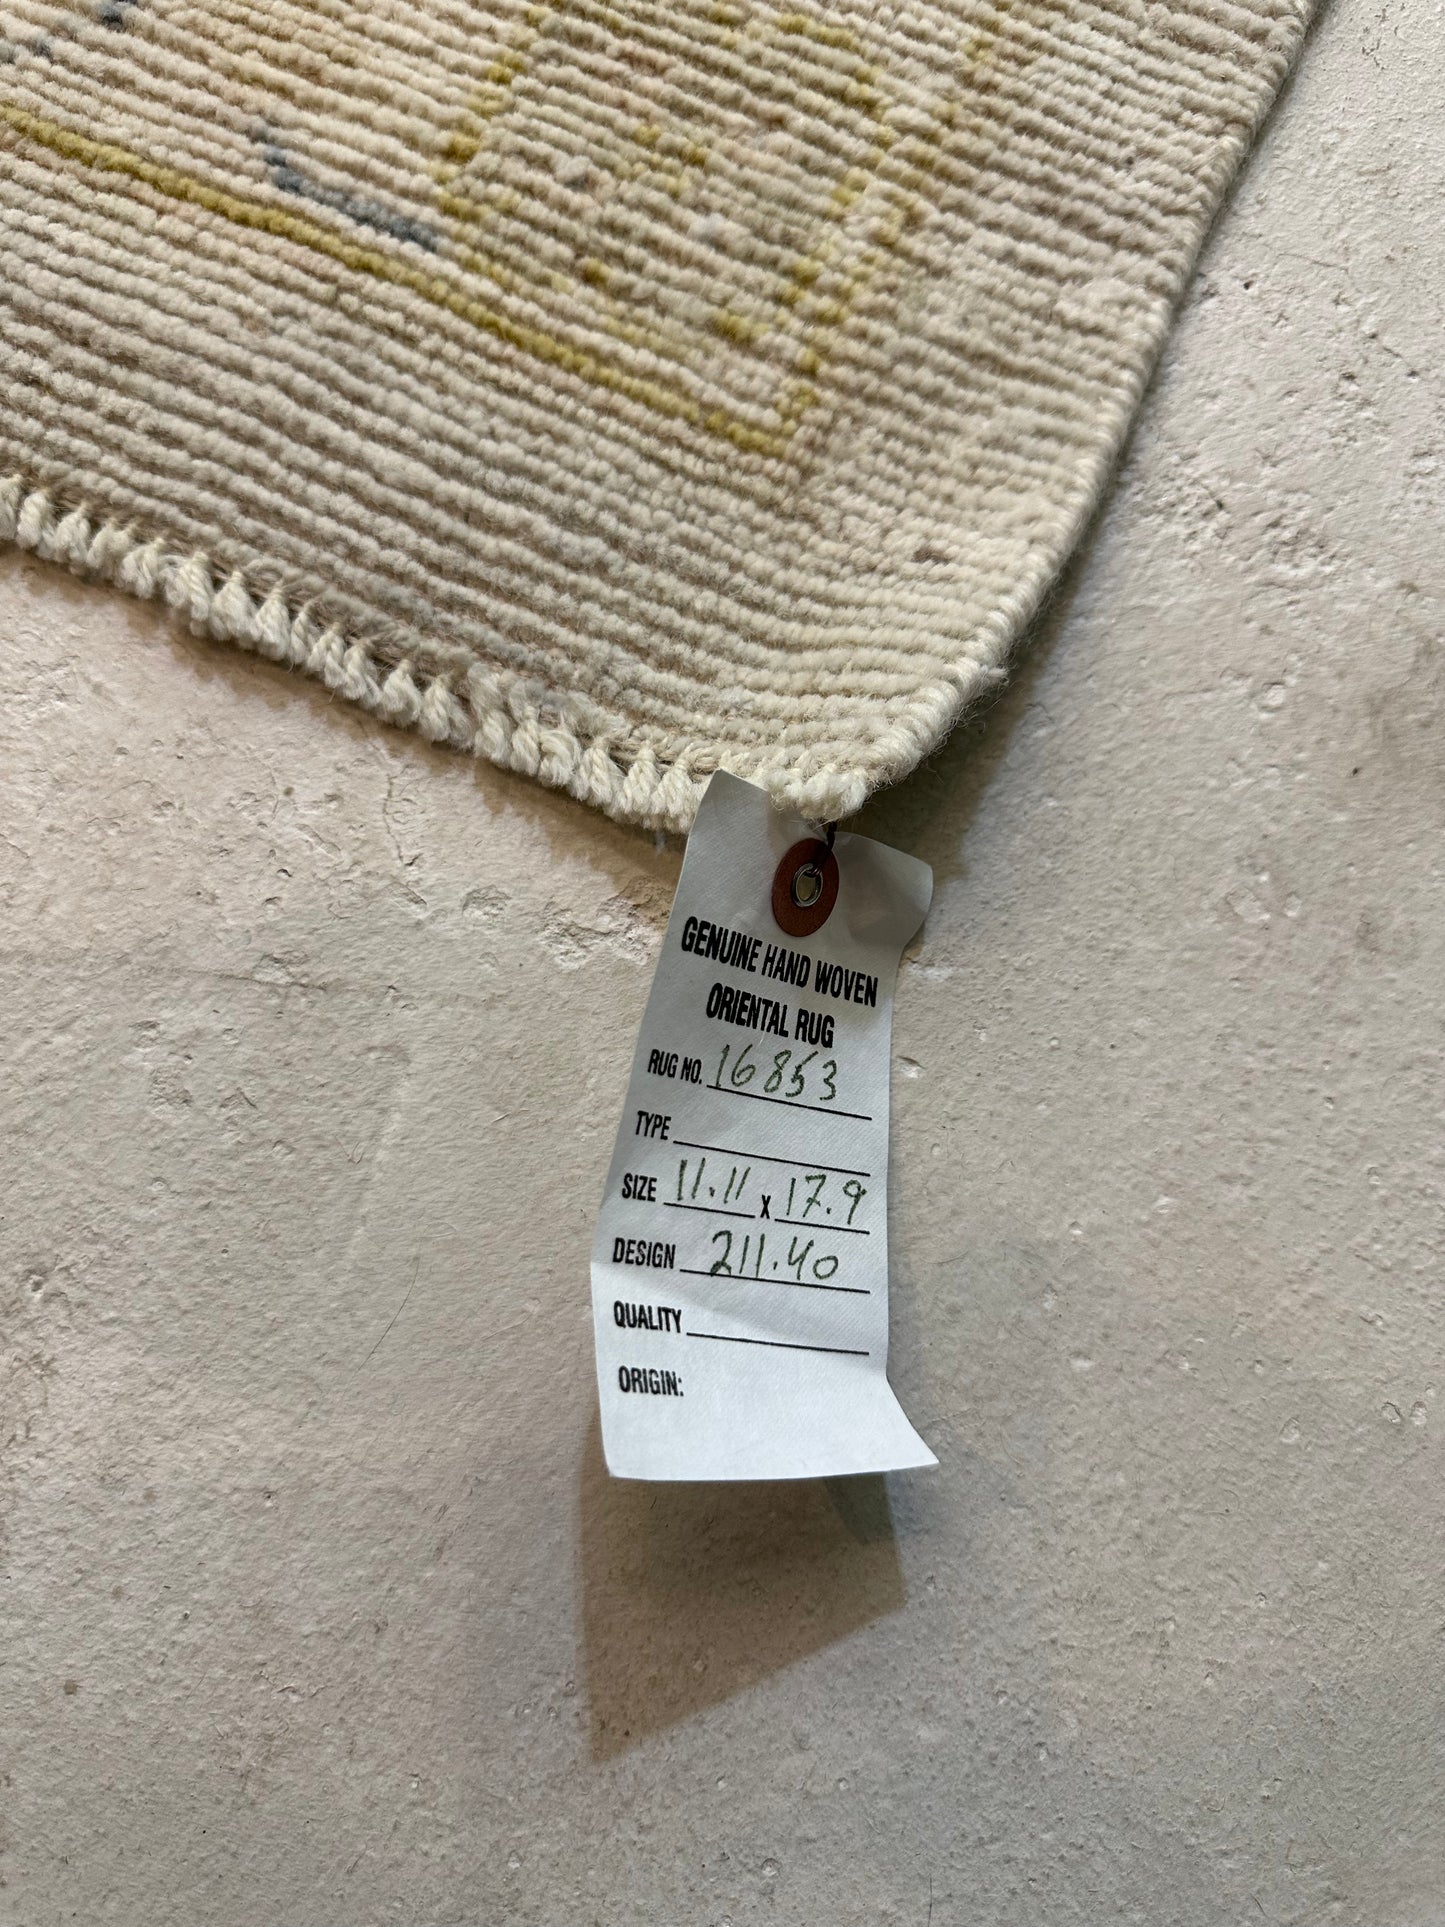 GENUINE HAND WOVEN
ORIENTAL RUG
RUG NO. 16853
TYPE
SIZE 11.11 X 17.9
DESIGN 211.40
QUALITY
ORIGIN: